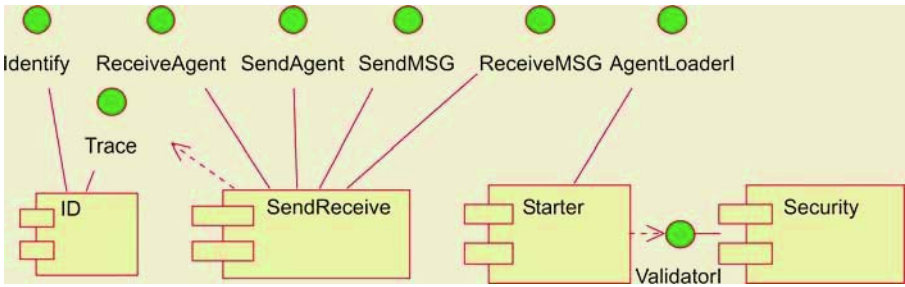 Identify ReceiveAgent SendAgent SendMSG ReceiveMSG AgentLoaderI
Trace
ID SendReceive Starter Security
ValidatorI